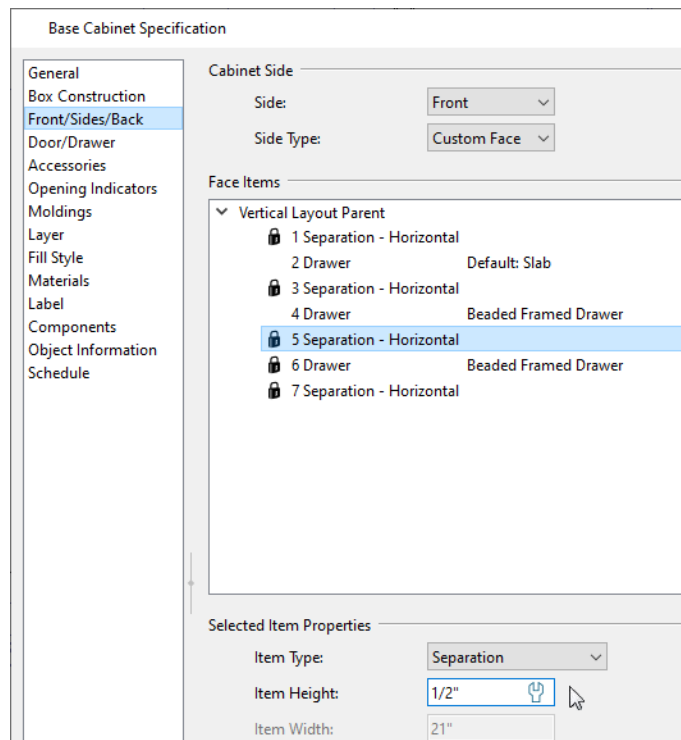 Base Cabinet Specification
General
Box Construction
Front/Sides/Back
Door/Drawer
Accessories
Opening Indicators
Moldings
Layer
Fill Style
Materials
Label
Components
Object Information
Schedule
Cabinet Side
Side: Front
Side Type: Custom Face
Face Items
Vertical Layout Parent
1 Separation - Horizontal
2 Drawer Default: Slab
3 Separation - Horizontal
4 Drawer Beaded Framed Drawer
5 Separation - Horizontal
6 Drawer Beaded Framed Drawer
7 Separation - Horizontal
Selected Item Properties
Item Type: Separation
Item Height: 1/2"
Item Width: 21"